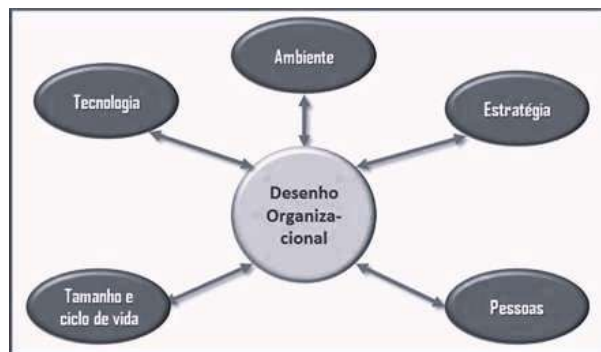 Ambiente
Tecnologia
Estratégia
Desenho
Organiza-
cional
Tamanho e
ciclo de vida
Pessoas